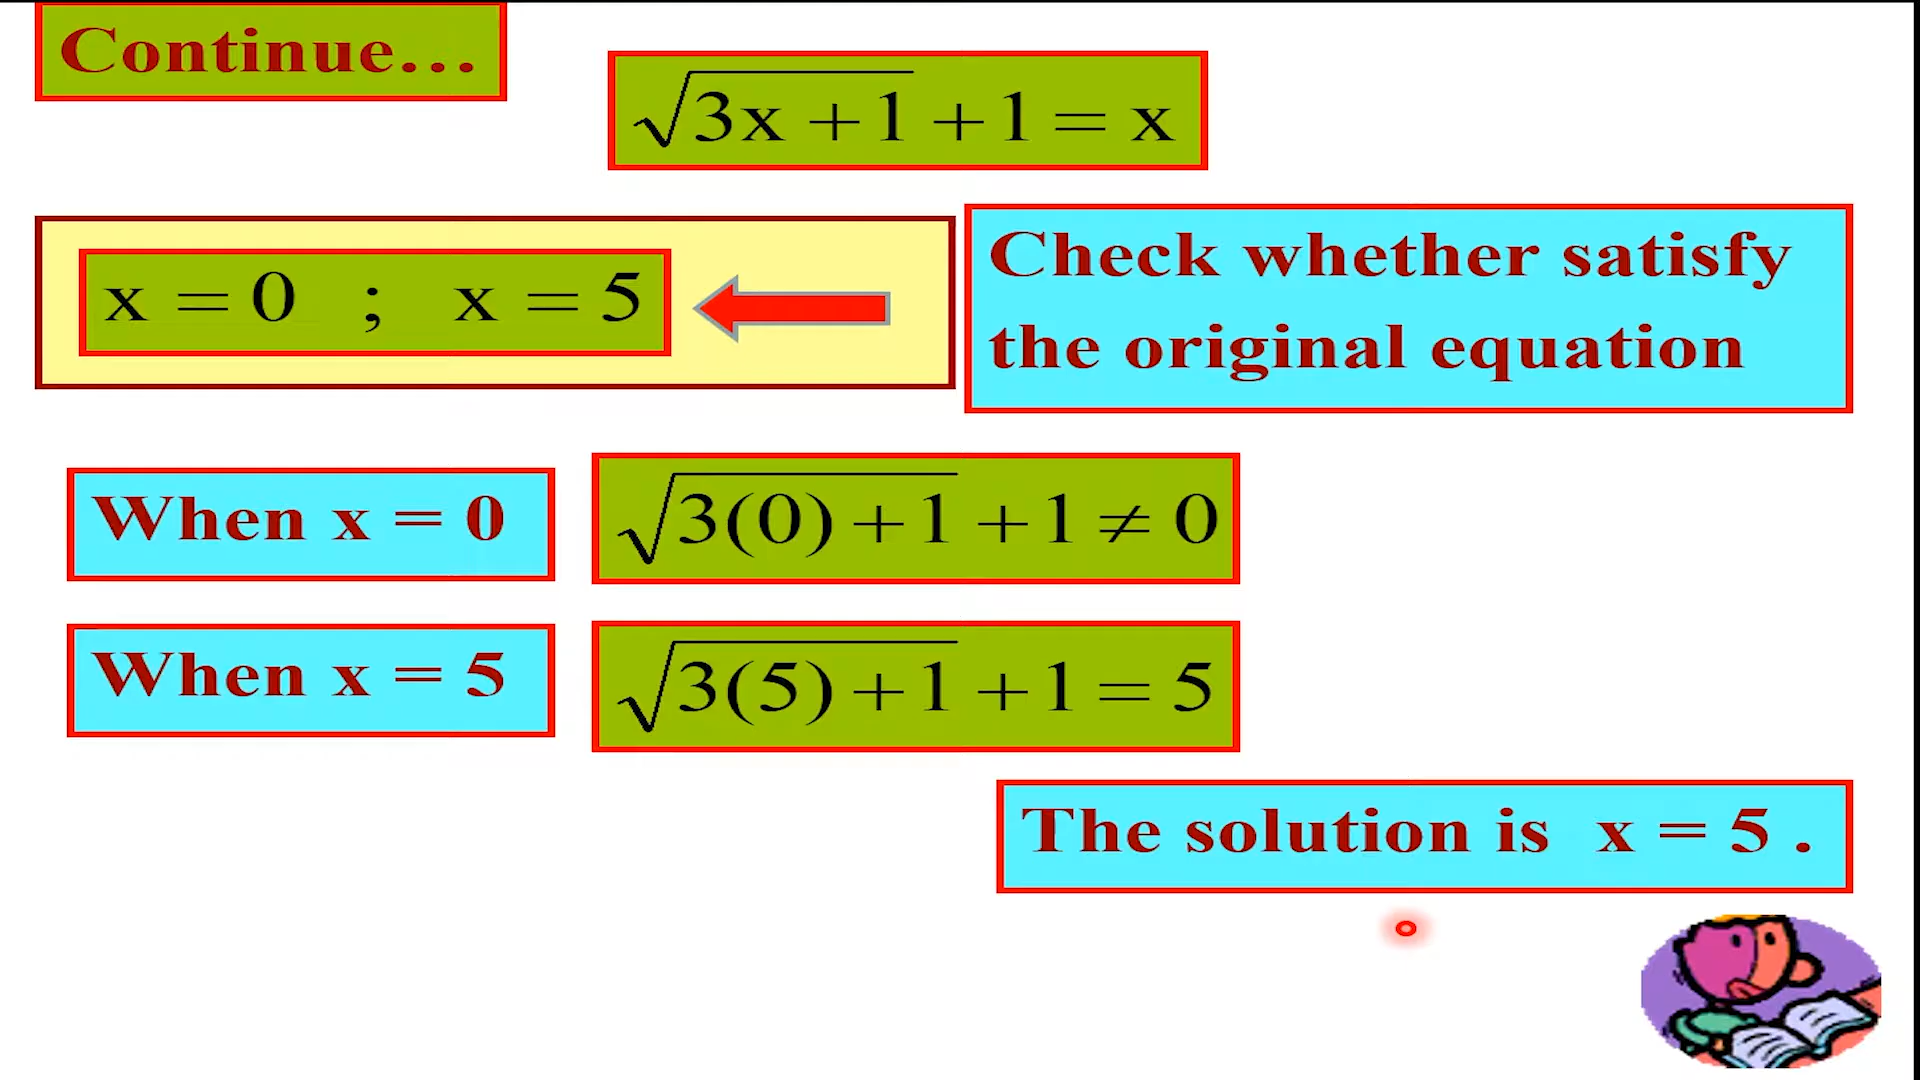 Continue...
√3x + 1 + 1 = x
x = 0 ; x = 5
Check whether satisfy
the original equation
When x = 0
√3(0) + 1 + 1 ≠ 0
When x = 5
√3(5) + 1 + 1 = 5
The solution is x = 5 .